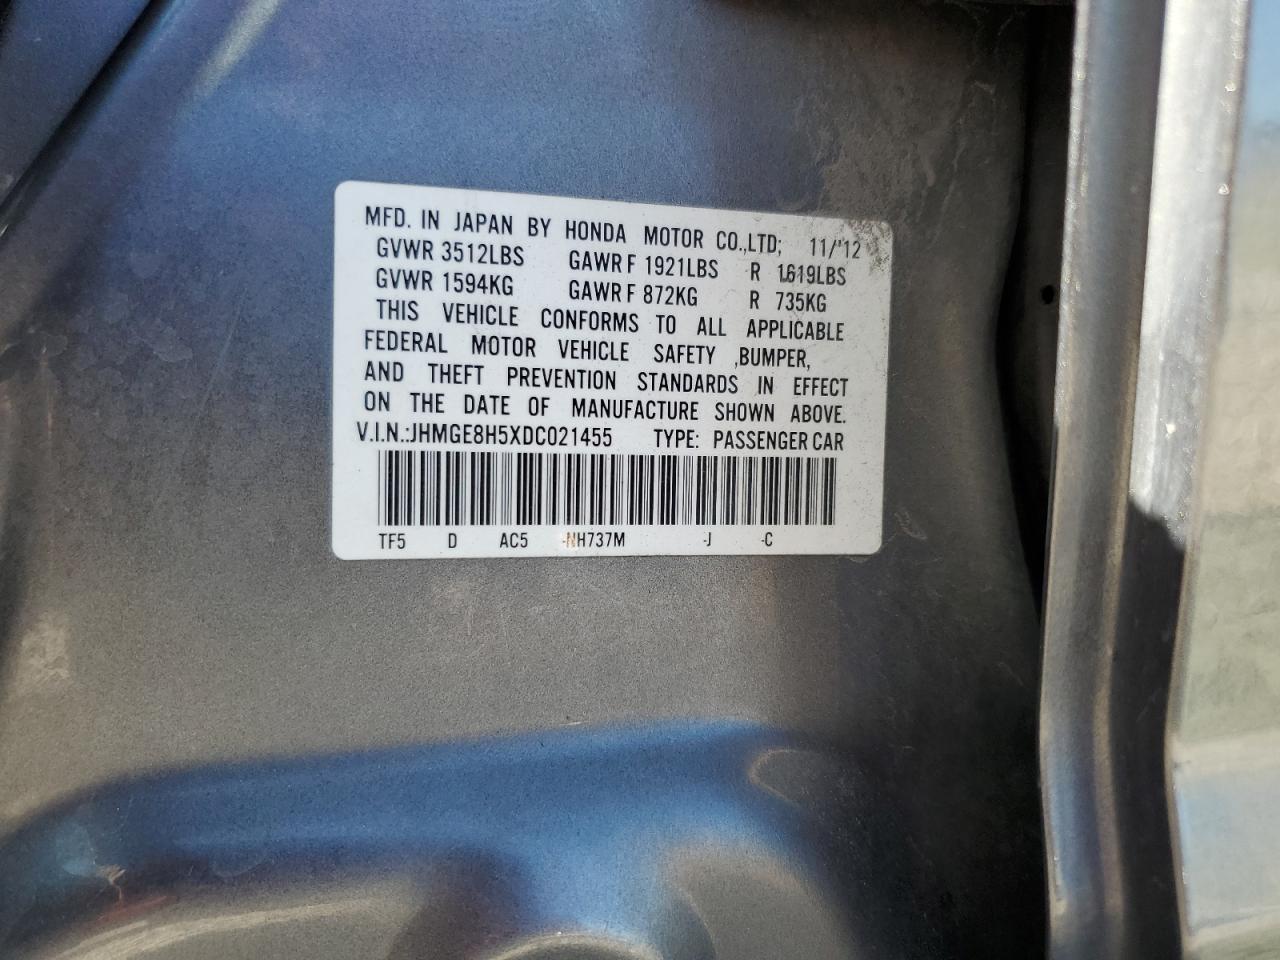 MFD. IN JAPAN BY HONDA MOTOR CO.,LTD; 11/'12
GVWR 3512LBS GAWR F 1921LBS R 1619LBS
GVWR 1594KG GAWR F 872KG R 735KG
THIS VEHICLE CONFORMS TO ALL APPLICABLE
FEDERAL MOTOR VEHICLE SAFETY ,BUMPER,
AND THEFT PREVENTION STANDARDS IN EFFECT
ON THE DATE OF MANUFACTURE SHOWN ABOVE.
V.I.N.:JHMGE8H5XDC021455 TYPE: PASSENGER CAR
TF5 D AC5 -NH737M -J -C